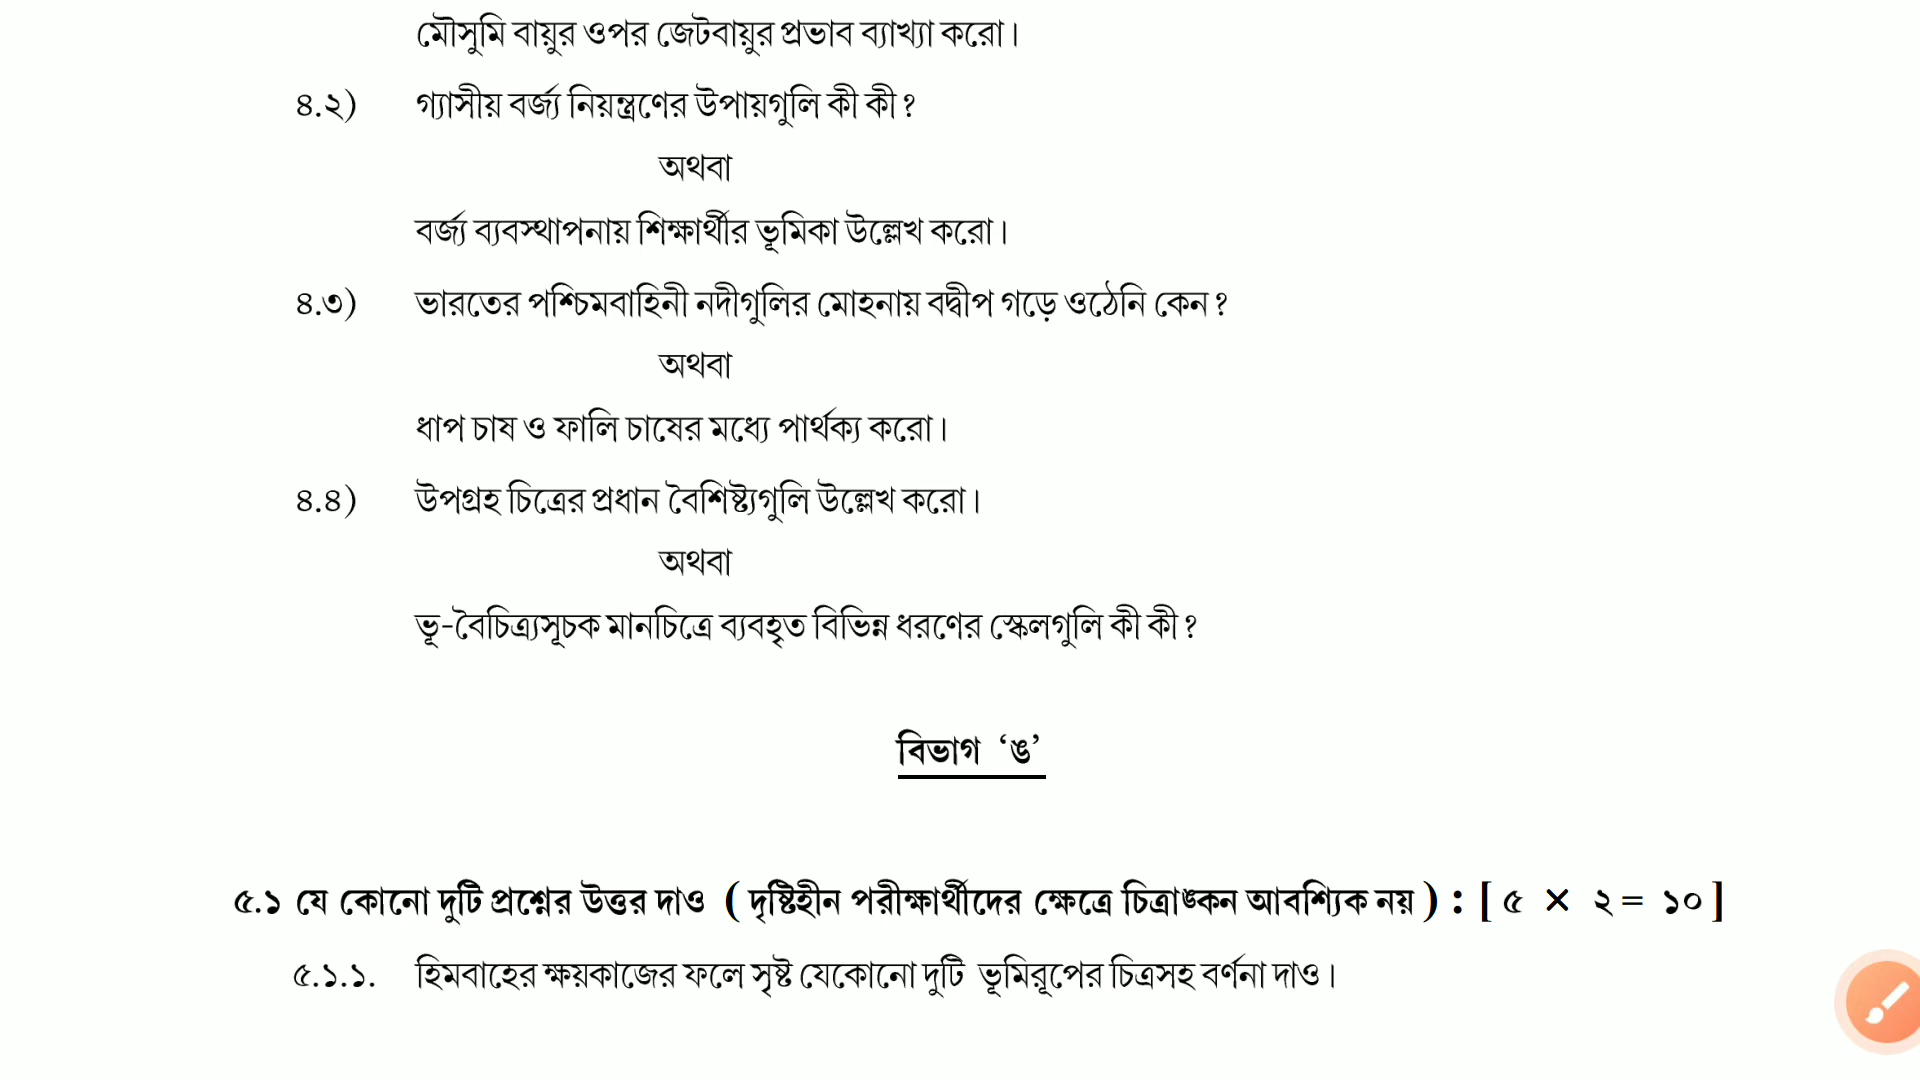 মৌসুমি বায়ুর ওপর জেটবায়ুর প্রভাব ব্যাখ্যা করো।
৪.২) গ্যাসীয় বর্জ্য নিয়ন্ত্রণের উপায়গুলি কী কী ?
অথবা
বর্জ্য ব্যবস্থাপনায় শিক্ষার্থীর ভূমিকা উল্লেখ করো।
৪.৩) ভারতের পশ্চিমবাহিনী নদীগুলির মোহনায় বদ্বীপ গড়ে ওঠেনি কেন ?
অথবা
ধাপ চাষ ও ফালি চাষের মধ্যে পার্থক্য করো।
৪.৪) উপগ্রহ চিত্রের প্রধান বৈশিষ্ট্যগুলি উল্লেখ করো।
অথবা
ভূ-বৈচিত্র্যসূচক মানচিত্রে ব্যবহৃত বিভিন্ন ধরণের স্কেলগুলি কী কী ?
বিভাগ ‘ঙ’
৫.১ যে কোনো দুটি প্রশ্নের উত্তর দাও ( দৃষ্টিহীন পরীক্ষার্থীদের ক্ষেত্রে চিত্রাঙ্কন আবশ্যিক নয় ) : [ ৫ × ২ = ১০ ]
৫.১.১. হিমবাহের ক্ষয়কাজের ফলে সৃষ্ট যেকোনো দুটি ভূমিরূপের চিত্রসহ বর্ণনা দাও।